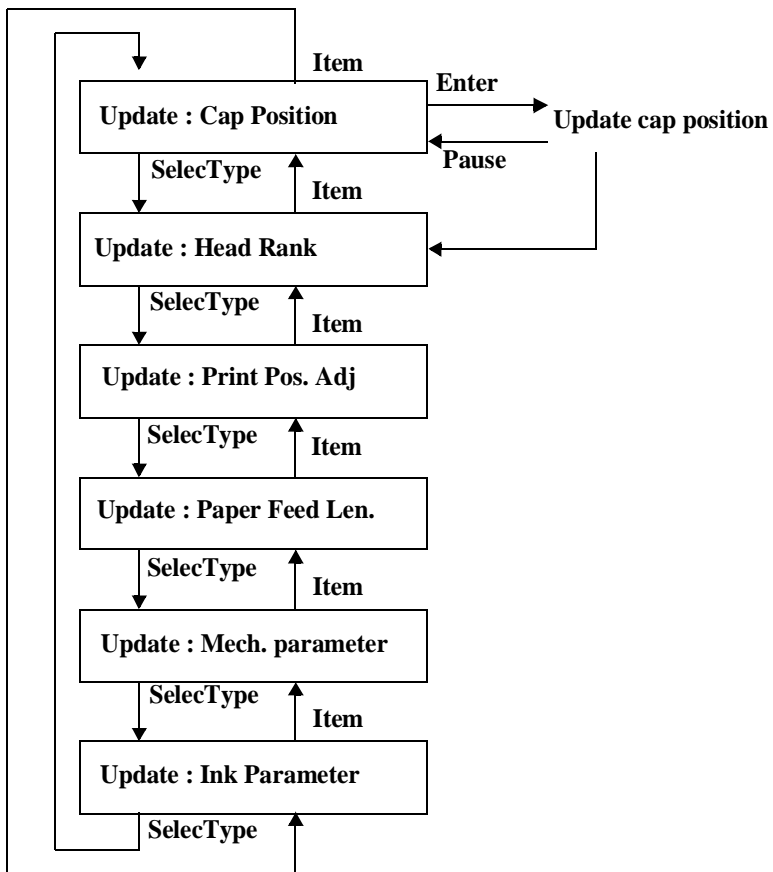 Item
Enter
Update : Cap Position
Update cap position
Pause
SelecType
Item
Update : Head Rank
SelecType
Item
Update : Print Pos. Adj
SelecType
Item
Update : Paper Feed Len.
SelecType
Item
Update : Mech. parameter
SelecType
Item
Update : Ink Parameter
SelecType